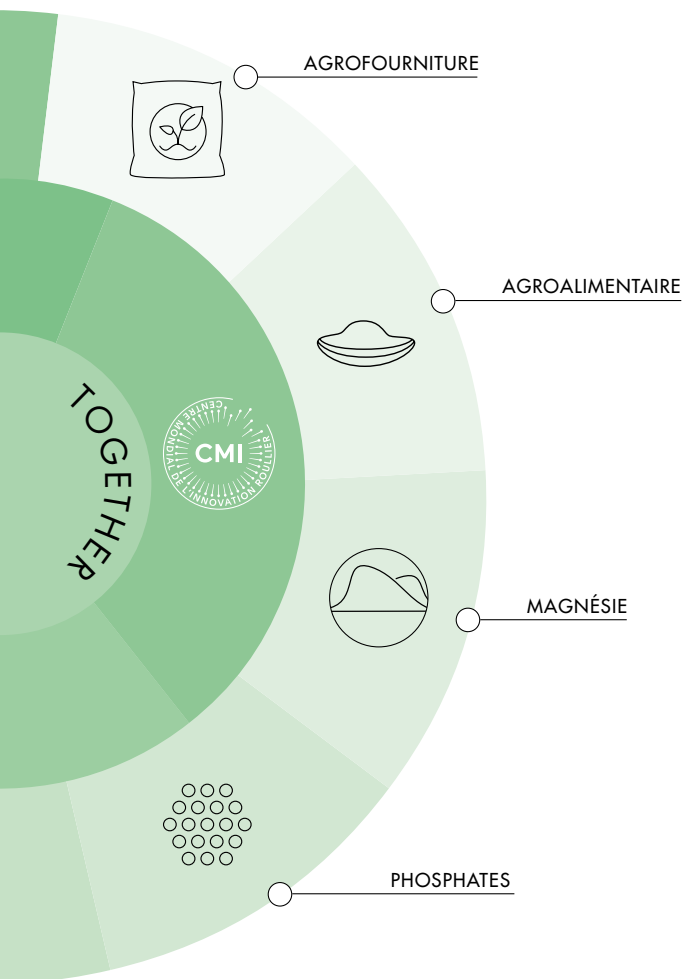 AGROFOURNITURE
AGROALIMENTAIRE
TOGETHER
CENTRE MONDIAL DE L'INNOVATION ROULLIER
CMI
MAGNÉSIE
PHOSPHATES